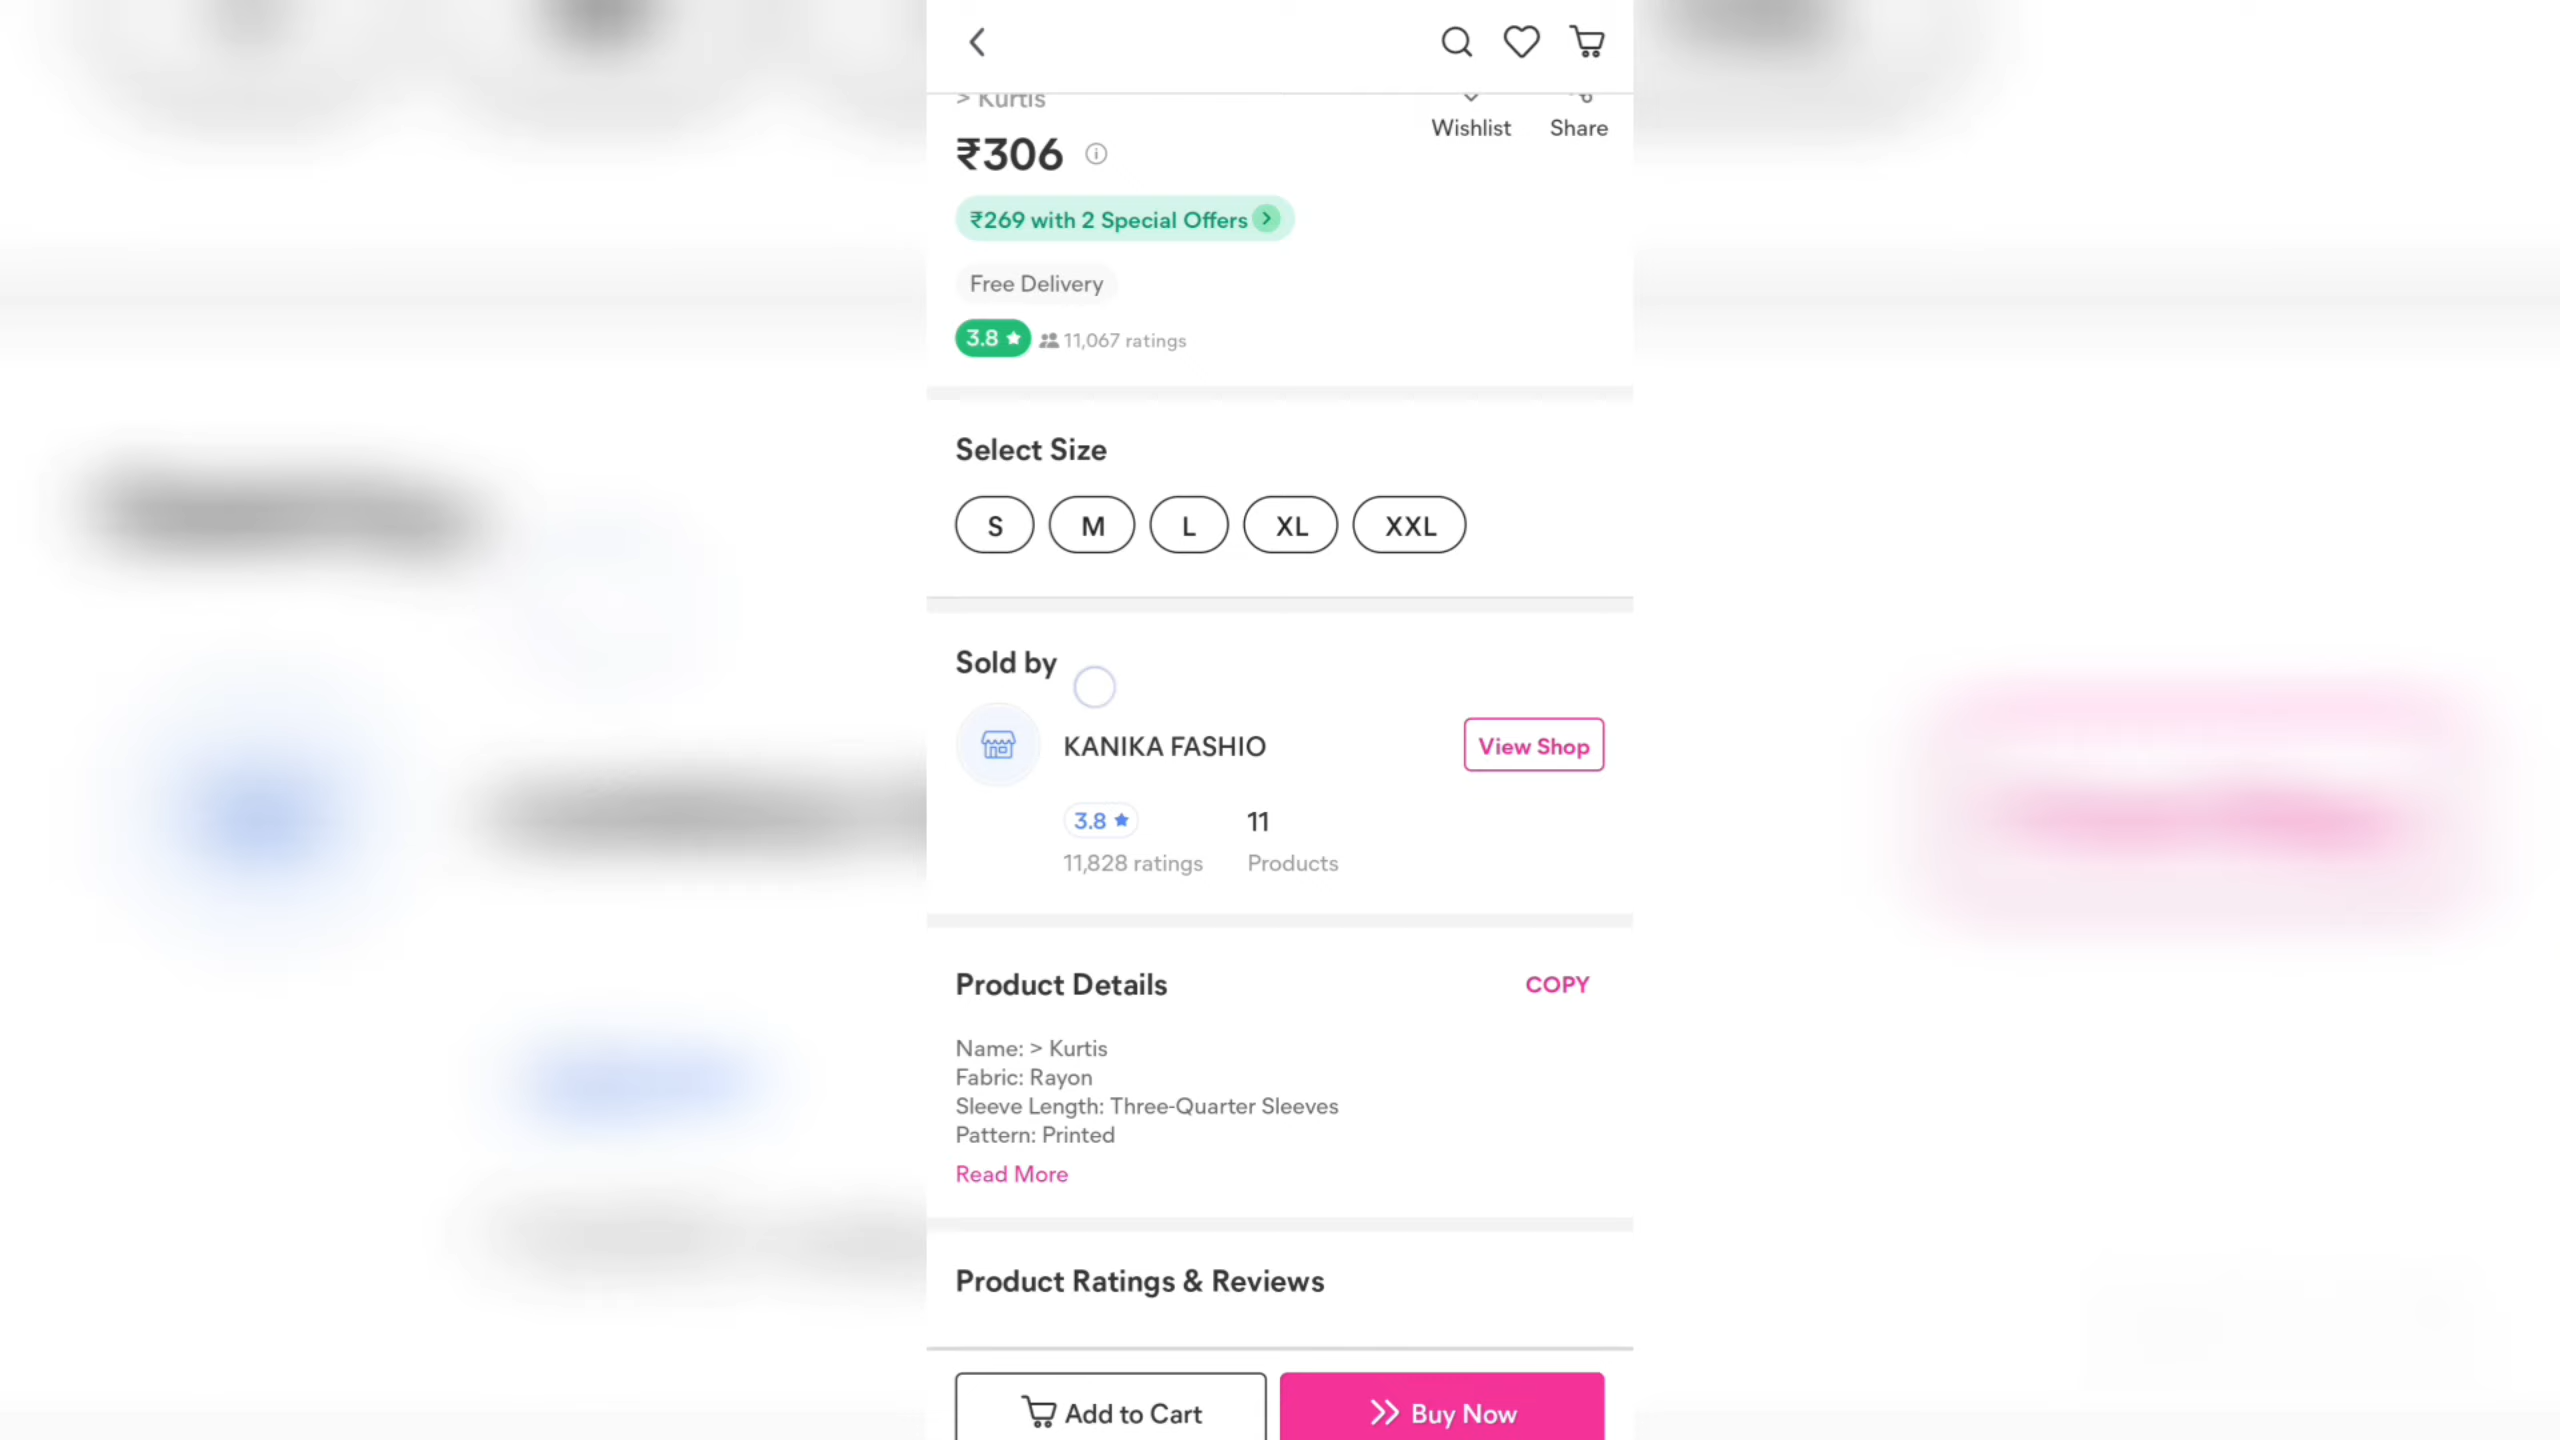 > Kurtis
Wishlist
Share
₹306
₹269 with 2 Special Offers
Free Delivery
3.8 ★
11,067 ratings
Select Size
S
M
L
XL
XXL
Sold by
KANIKA FASHIO
View Shop
3.8 ★
11
11,828 ratings
Products
Product Details
COPY
Name: > Kurtis
Fabric: Rayon
Sleeve Length: Three-Quarter Sleeves
Pattern: Printed
Read More
Product Ratings & Reviews
Add to Cart
Buy Now